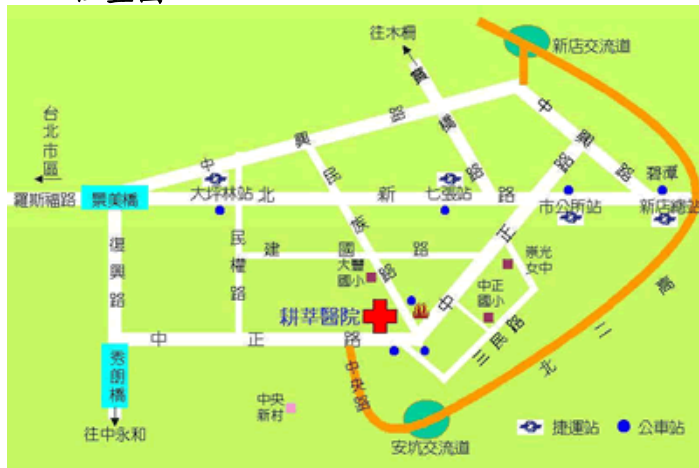 往木柵
新店交流道
寶橋路
中興路
中興路
台北市區
羅斯福路
景美橋
大坪林站
北新路
七張站
市公所站
碧潭
新店總站
復興路
民權路
民族路
建國路
大豐
國小
崇光
女中
中正
國小
耕莘醫院
中正路
中正路
三民路
北二高
秀朗橋
往中永和
中央
新村
中央路
安坑交流道
捷運站
公車站